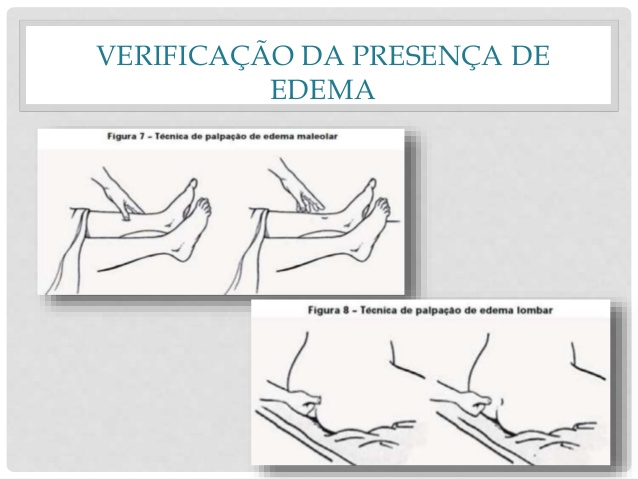 VERIFICAÇÃO DA PRESENÇA DE
EDEMA
Figura 7 – Técnica de palpação de edema maleolar
Figura 8 – Técnica de palpação de edema lombar